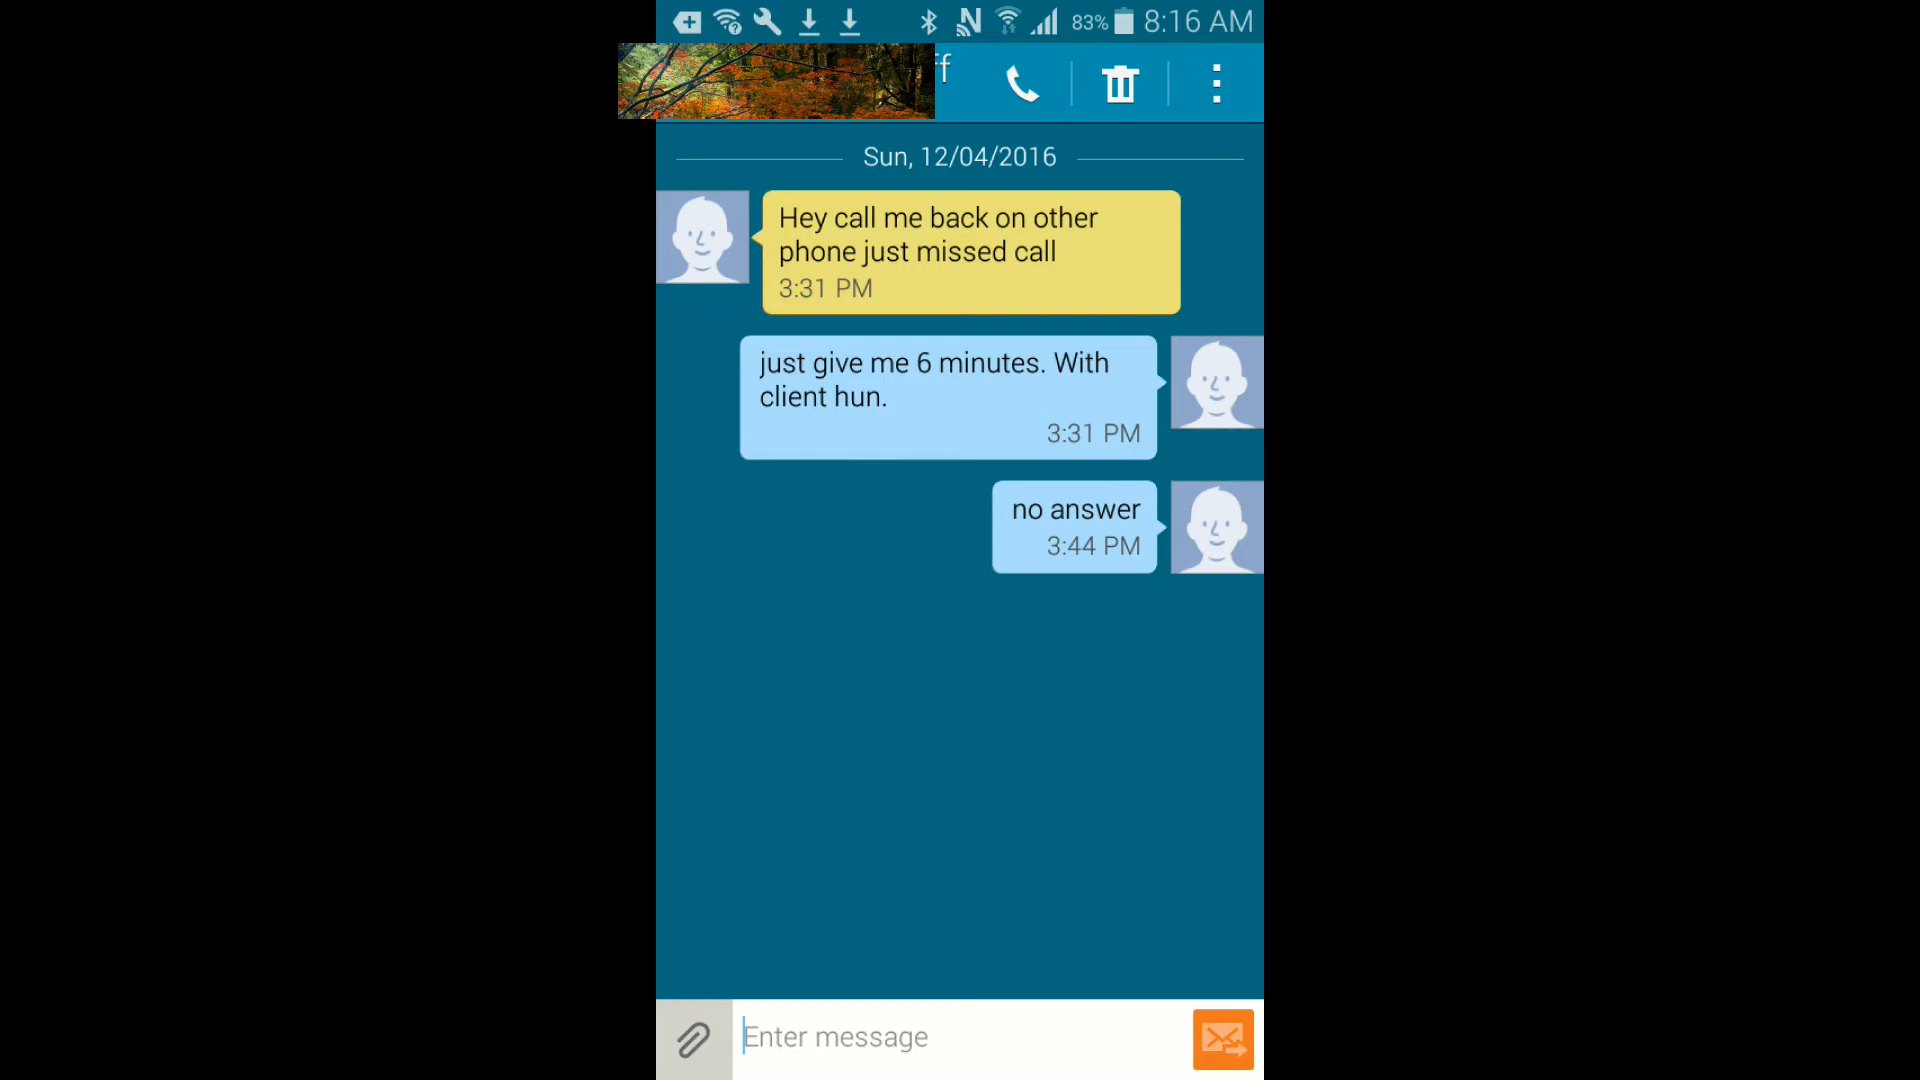 83% 8:16 AM
ff
Sun, 12/04/2016
Hey call me back on other
phone just missed call
3:31 PM
just give me 6 minutes. With
client hun.
3:31 PM
no answer
3:44 PM
Enter message